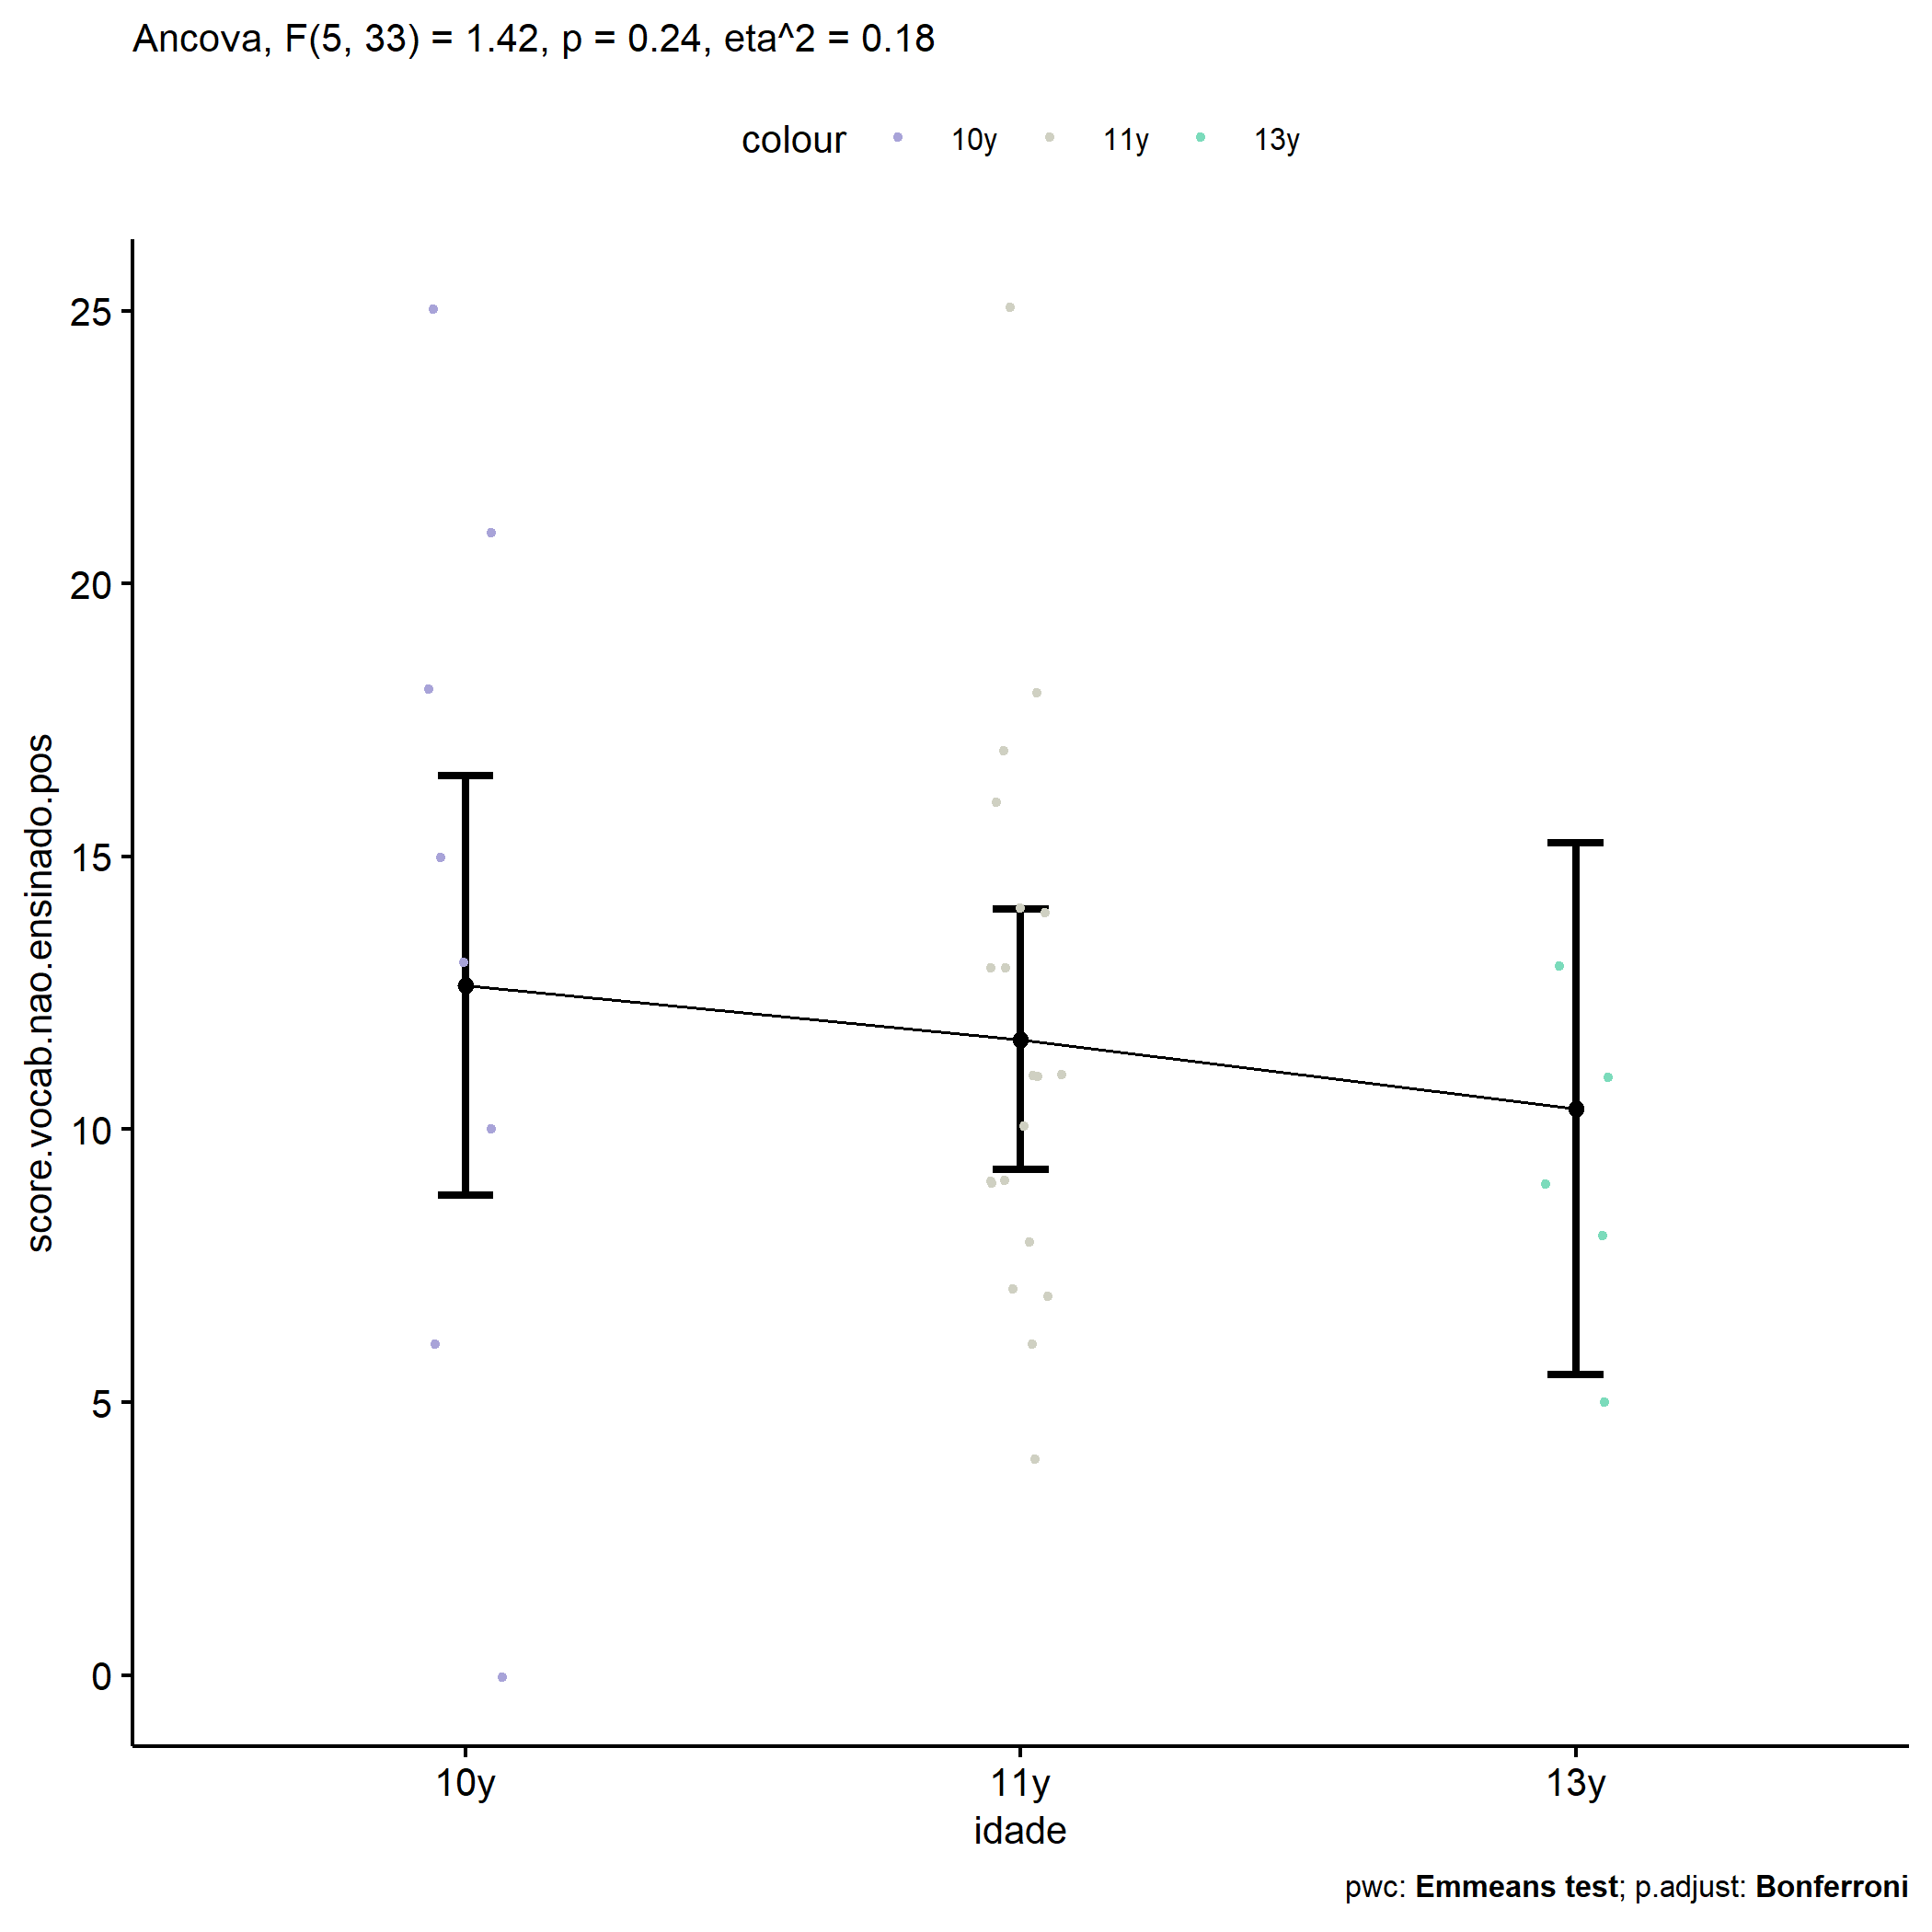 Ancova, F(5, 33) = 1.42, p = 0.24, eta^2 = 0.18
colour 10y 11y 13y
score.vocab.nao.ensinado.pos
25
20
15
10
5
0
10y 11y 13y
idade
pwc: Emmeans test; p.adjust: Bonferroni